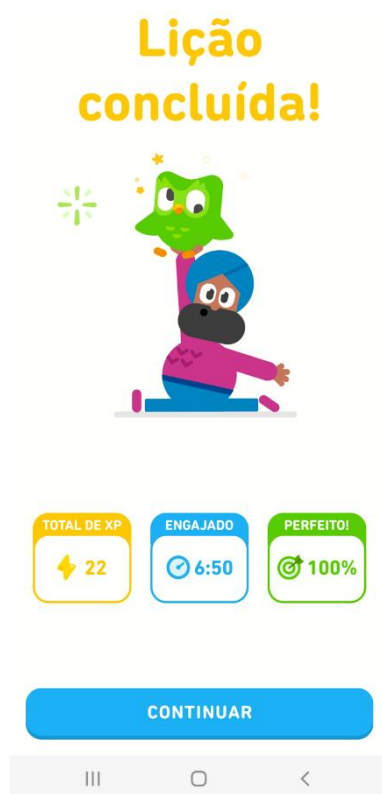 Lição
concluída!
TOTAL DE XP
ENGAJADO
PERFEITO!
22
6:50
100%
CONTINUAR